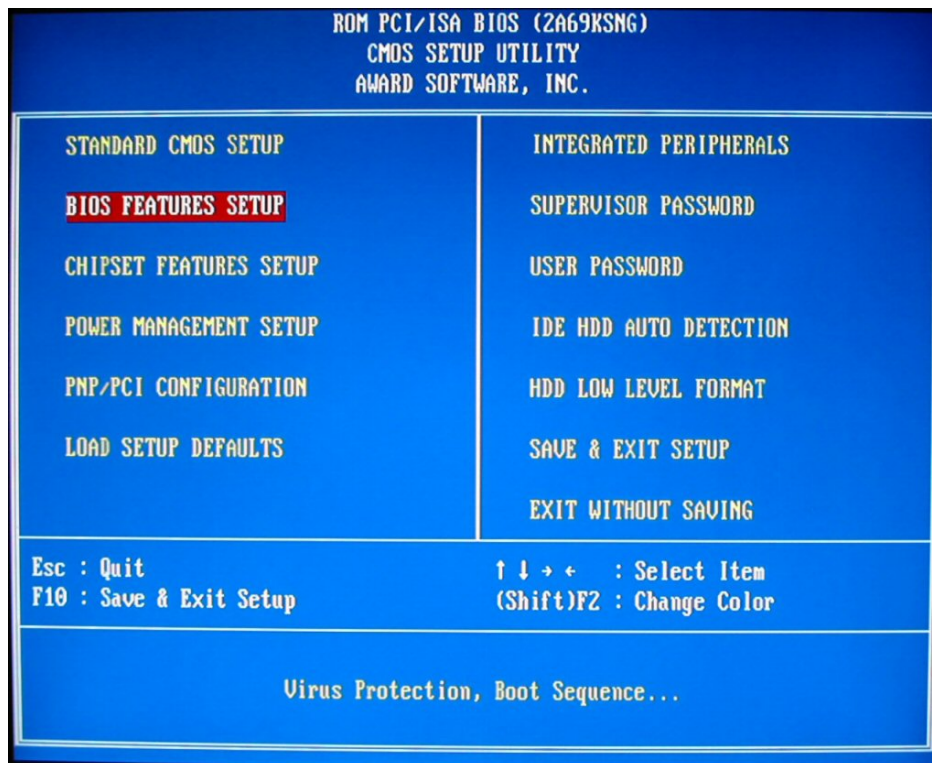 ROM PCI/ISA BIOS (2A69KSNG)
CMOS SETUP UTILITY
AWARD SOFTWARE, INC.
STANDARD CMOS SETUP
BIOS FEATURES SETUP
CHIPSET FEATURES SETUP
POWER MANAGEMENT SETUP
PNP/PCI CONFIGURATION
LOAD SETUP DEFAULTS
INTEGRATED PERIPHERALS
SUPERVISOR PASSWORD
USER PASSWORD
IDE HDD AUTO DETECTION
HDD LOW LEVEL FORMAT
SAVE & EXIT SETUP
EXIT WITHOUT SAVING
Esc : Quit
F10 : Save & Exit Setup
↑ ↓ → ← : Select Item
(Shift)F2 : Change Color
Virus Protection, Boot Sequence...